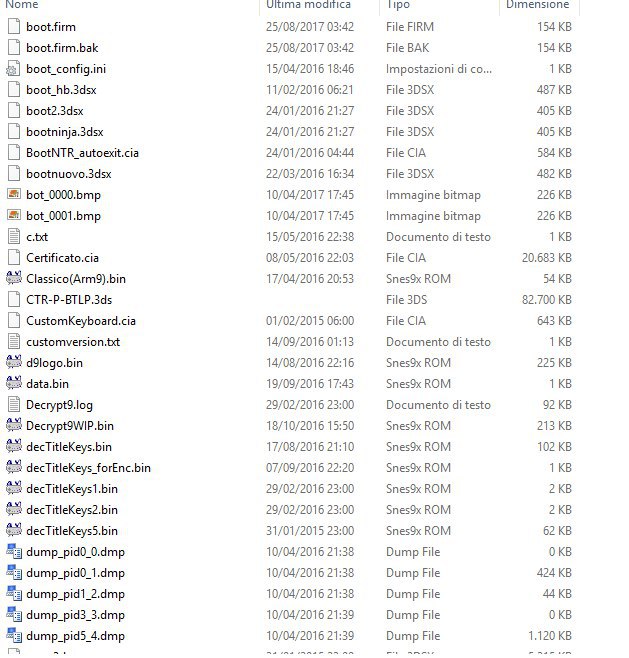 Nome Ultima modifica Tipo Dimensione
boot.firm 25/08/2017 03:42 File FIRM 154 KB
boot.firm.bak 25/08/2017 03:42 File BAK 154 KB
boot_config.ini 15/04/2016 18:46 Impostazioni di co... 1 KB
boot_hb.3dsx 11/02/2016 06:21 File 3DSX 487 KB
boot2.3dsx 24/01/2016 21:27 File 3DSX 405 KB
bootninja.3dsx 24/01/2016 21:27 File 3DSX 405 KB
BootNTR_autoexit.cia 24/01/2016 04:44 File CIA 584 KB
bootnuovo.3dsx 22/03/2016 16:34 File 3DSX 482 KB
bot_0000.bmp 10/04/2017 17:45 Immagine bitmap 226 KB
bot_0001.bmp 10/04/2017 17:45 Immagine bitmap 226 KB
c.txt 15/05/2016 22:38 Documento di testo 1 KB
Certificato.cia 08/05/2016 22:03 File CIA 20.683 KB
Classico(Arm9).bin 17/04/2016 20:53 Snes9x ROM 54 KB
CTR-P-BTLP.3ds File 3DS 82.700 KB
CustomKeyboard.cia 01/02/2015 06:00 File CIA 643 KB
customversion.txt 14/09/2016 01:13 Documento di testo 1 KB
d9logo.bin 14/08/2016 22:16 Snes9x ROM 225 KB
data.bin 19/09/2016 17:43 Snes9x ROM 1 KB
Decrypt9.log 29/02/2016 23:00 Documento di testo 92 KB
Decrypt9WIP.bin 18/10/2016 15:50 Snes9x ROM 213 KB
decTitleKeys.bin 17/08/2016 21:10 Snes9x ROM 102 KB
decTitleKeys_forEnc.bin 07/09/2016 22:20 Snes9x ROM 1 KB
decTitleKeys1.bin 29/02/2016 23:00 Snes9x ROM 2 KB
decTitleKeys2.bin 29/02/2016 23:00 Snes9x ROM 2 KB
decTitleKeys5.bin 31/01/2015 23:00 Snes9x ROM 62 KB
dump_pid0_0.dmp 10/04/2016 21:38 Dump File 0 KB
dump_pid0_1.dmp 10/04/2016 21:38 Dump File 424 KB
dump_pid1_2.dmp 10/04/2016 21:38 Dump File 44 KB
dump_pid3_3.dmp 10/04/2016 21:39 Dump File 0 KB
dump_pid5_4.dmp 10/04/2016 21:39 Dump File 1.120 KB